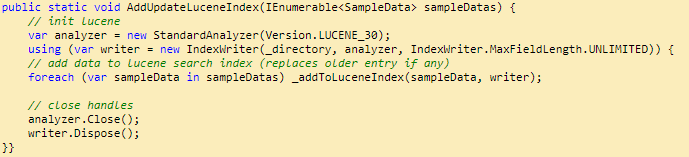 public static void AddUpdateLuceneIndex(IEnumerable<SampleData> sampleDatas) {
    // init lucene
    var analyzer = new StandardAnalyzer(Version.LUCENE_30);
    using (var writer = new IndexWriter(_directory, analyzer, IndexWriter.MaxFieldLength.UNLIMITED)) {
    // add data to lucene search index (replaces older entry if any)
    foreach (var sampleData in sampleDatas) _addToLuceneIndex(sampleData, writer);

    // close handles
    analyzer.Close();
    writer.Dispose();
}}